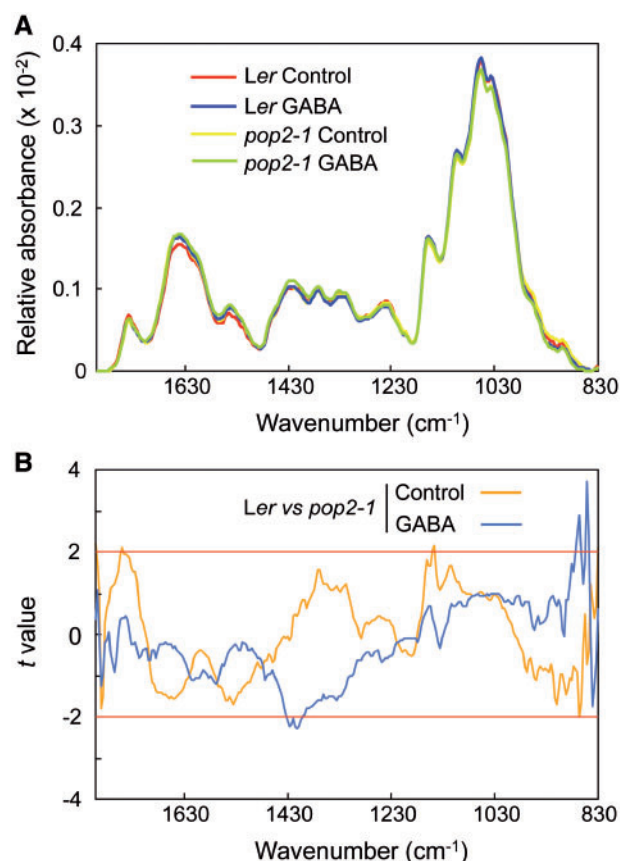 A
Relative absorbance (x 10-2)
0.4
0.3
0.2
0.1
0
Ler Control
Ler GABA
pop2-1 Control
pop2-1 GABA
1630 1430 1230 1030 830
Wavenumber (cm-1)
B
t value
4
2
0
-2
-4
Ler vs pop2-1
Control
GABA
1630 1430 1230 1030 830
Wavenumber (cm-1)